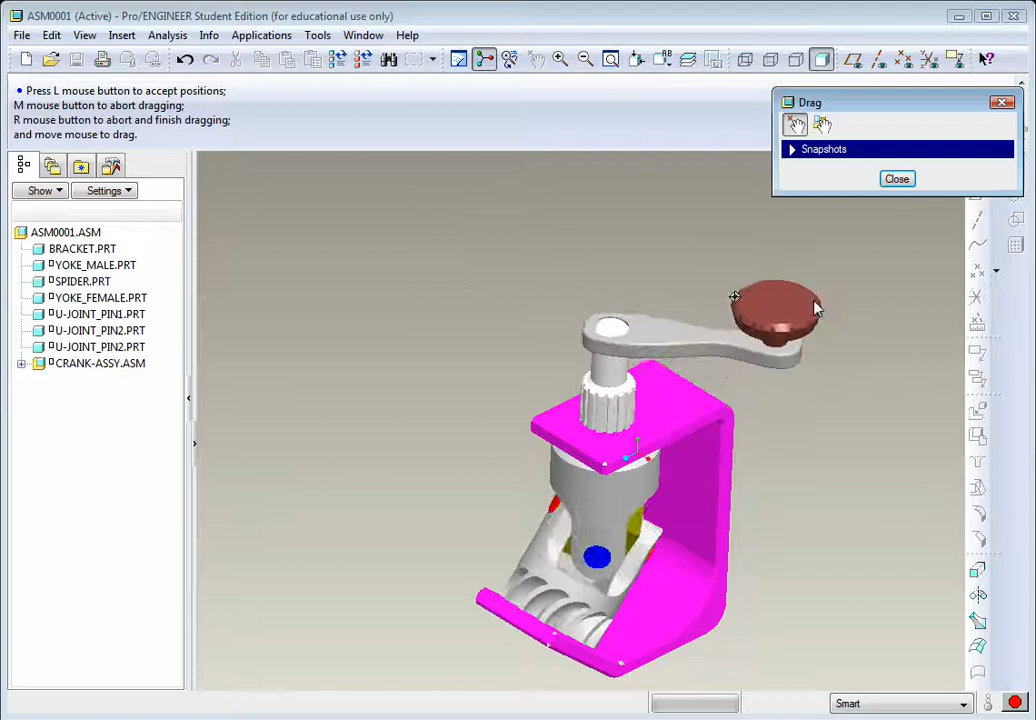 ASM0001 (Active) - Pro/ENGINEER Student Edition (for educational use only)
File Edit View Insert Analysis Info Applications Tools Window Help
Press L mouse button to accept positions;
M mouse button to abort dragging;
R mouse button to abort and finish dragging;
and move mouse to drag.
Drag
Snapshots
Close
Show Settings
ASM0001.ASM
BRACKET.PRT
YOKE_MALE.PRT
SPIDER.PRT
YOKE_FEMALE.PRT
U-JOINT_PIN1.PRT
U-JOINT_PIN2.PRT
U-JOINT_PIN2.PRT
CRANK-ASSY.ASM
Smart